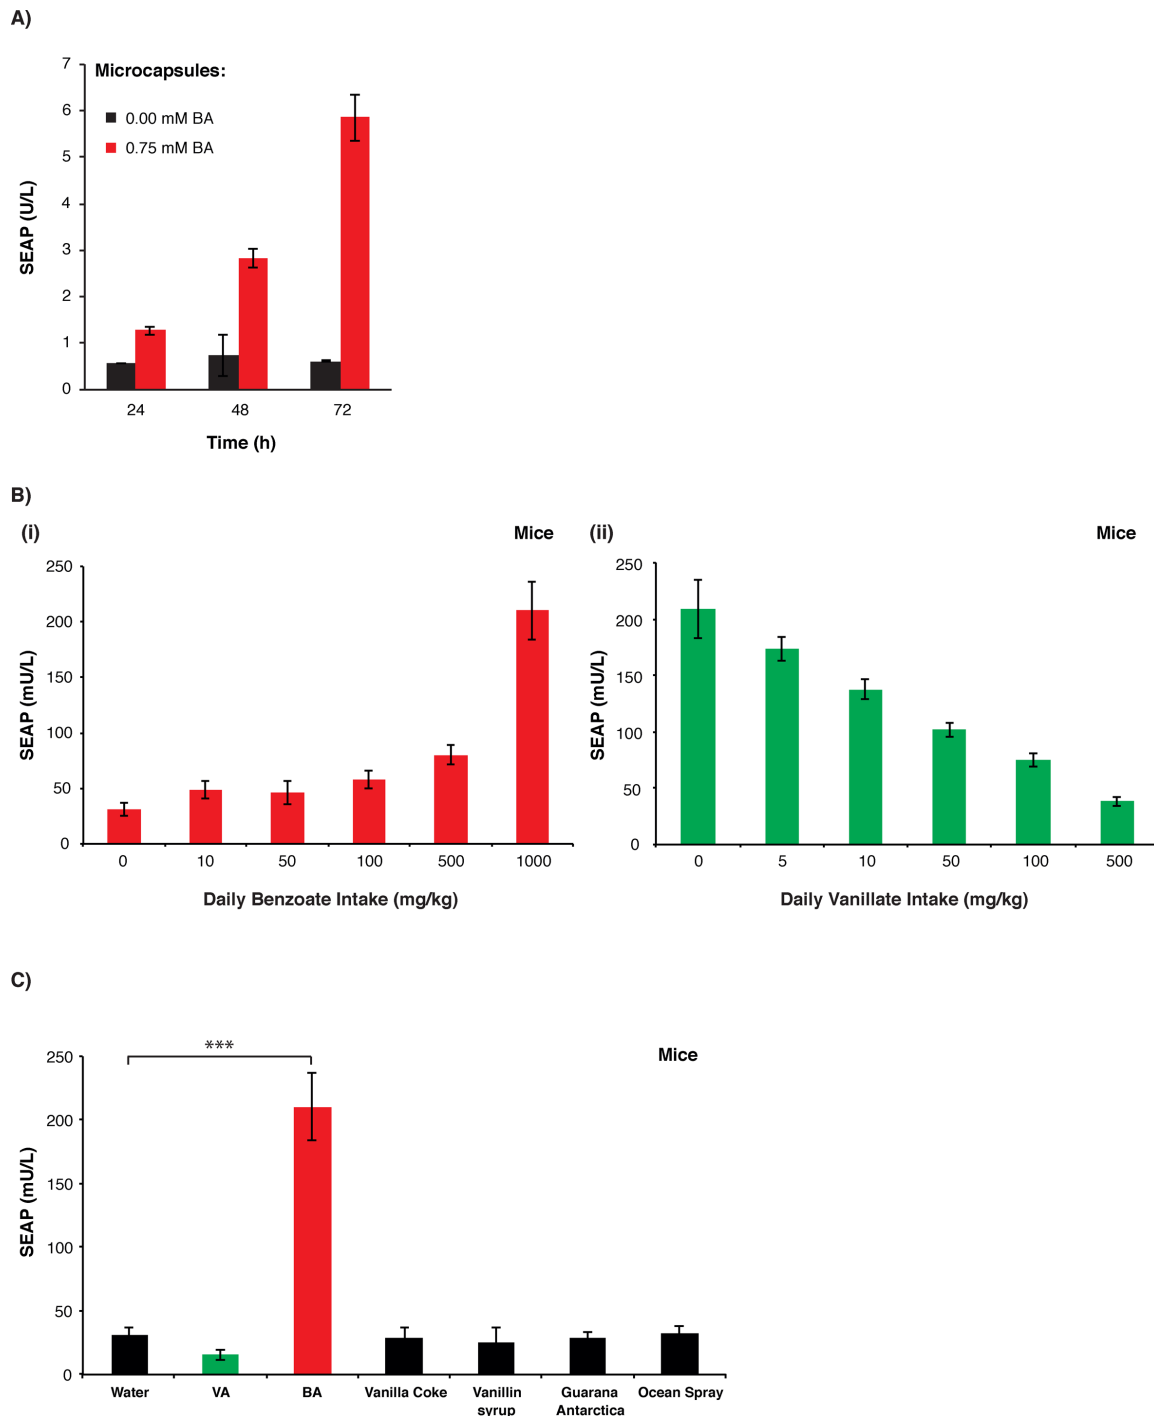 A)
7
6
5
4
3
2
1
0
SEAP (U/L)
Microcapsules:
0.00 mM BA
0.75 mM BA
24 48 72
Time (h)
B)
(i) Mice
250
200
150
100
50
0
SEAP (mU/L)
0 10 50 100 500 1000
Daily Benzoate Intake (mg/kg)
(ii) Mice
250
200
150
100
50
0
SEAP (mU/L)
0 5 10 50 100 500
Daily Vanillate Intake (mg/kg)
C)
Mice
***
250
200
150
100
50
0
SEAP (mU/L)
Water VA BA Vanilla Coke Vanillin Guarana Ocean Spray
syrup Antarctica